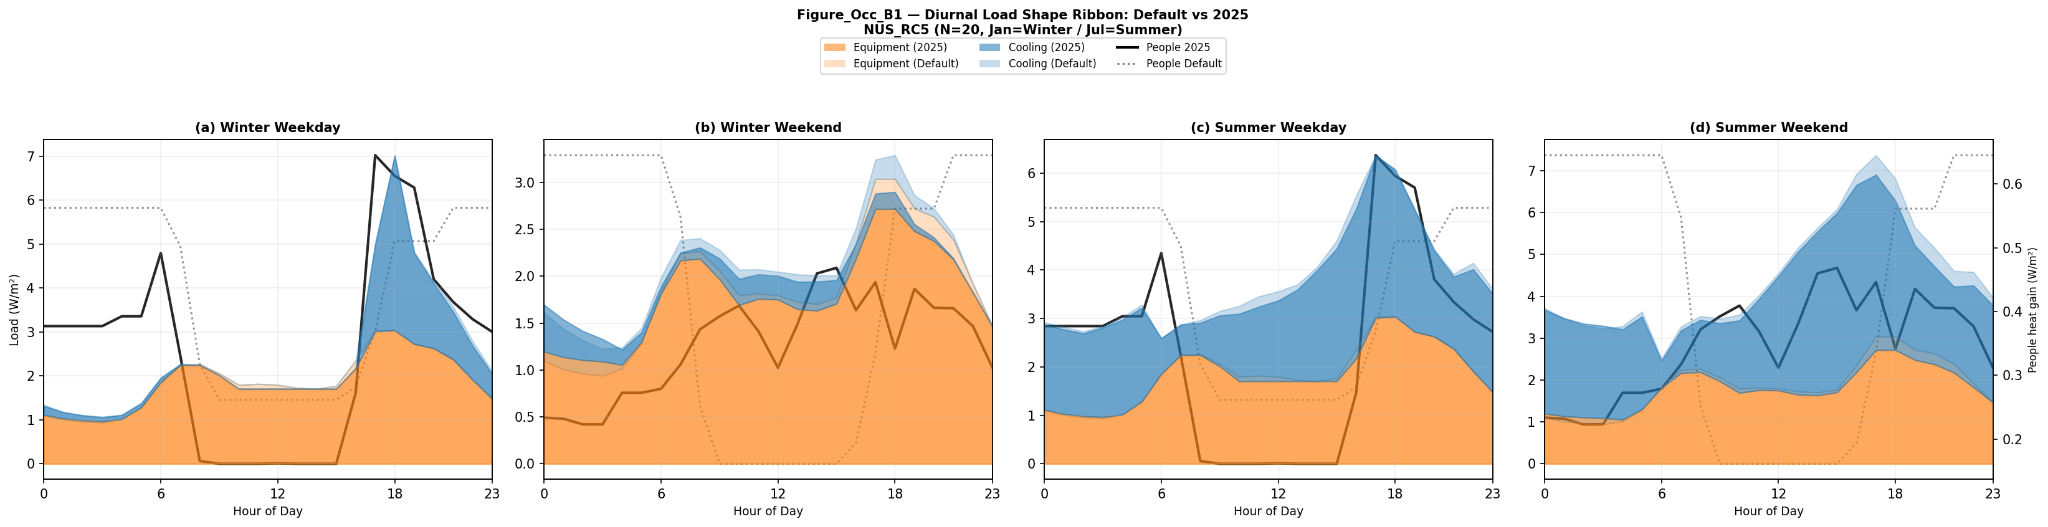 Figure_Occ_B1 — Diurnal Load Shape Ribbon: Default vs 2025
NUS_RC5 (N=20, Jan=Winter / Jul=Summer)
Equipment (2025)
Equipment (Default)
Cooling (2025)
Cooling (Default)
People 2025
People Default
(a) Winter Weekday
Load (W/m²)
7
6
5
4
3
2
1
0
0 6 12 18 23
Hour of Day
(b) Winter Weekend
3.0
2.5
2.0
1.5
1.0
0.5
0.0
0 6 12 18 23
Hour of Day
(c) Summer Weekday
6
5
4
3
2
1
0
0 6 12 18 23
Hour of Day
(d) Summer Weekend
7
6
5
4
3
2
1
0
0 6 12 18 23
Hour of Day
0.6
0.5
0.4
0.3
0.2
People heat gain (W/m²)